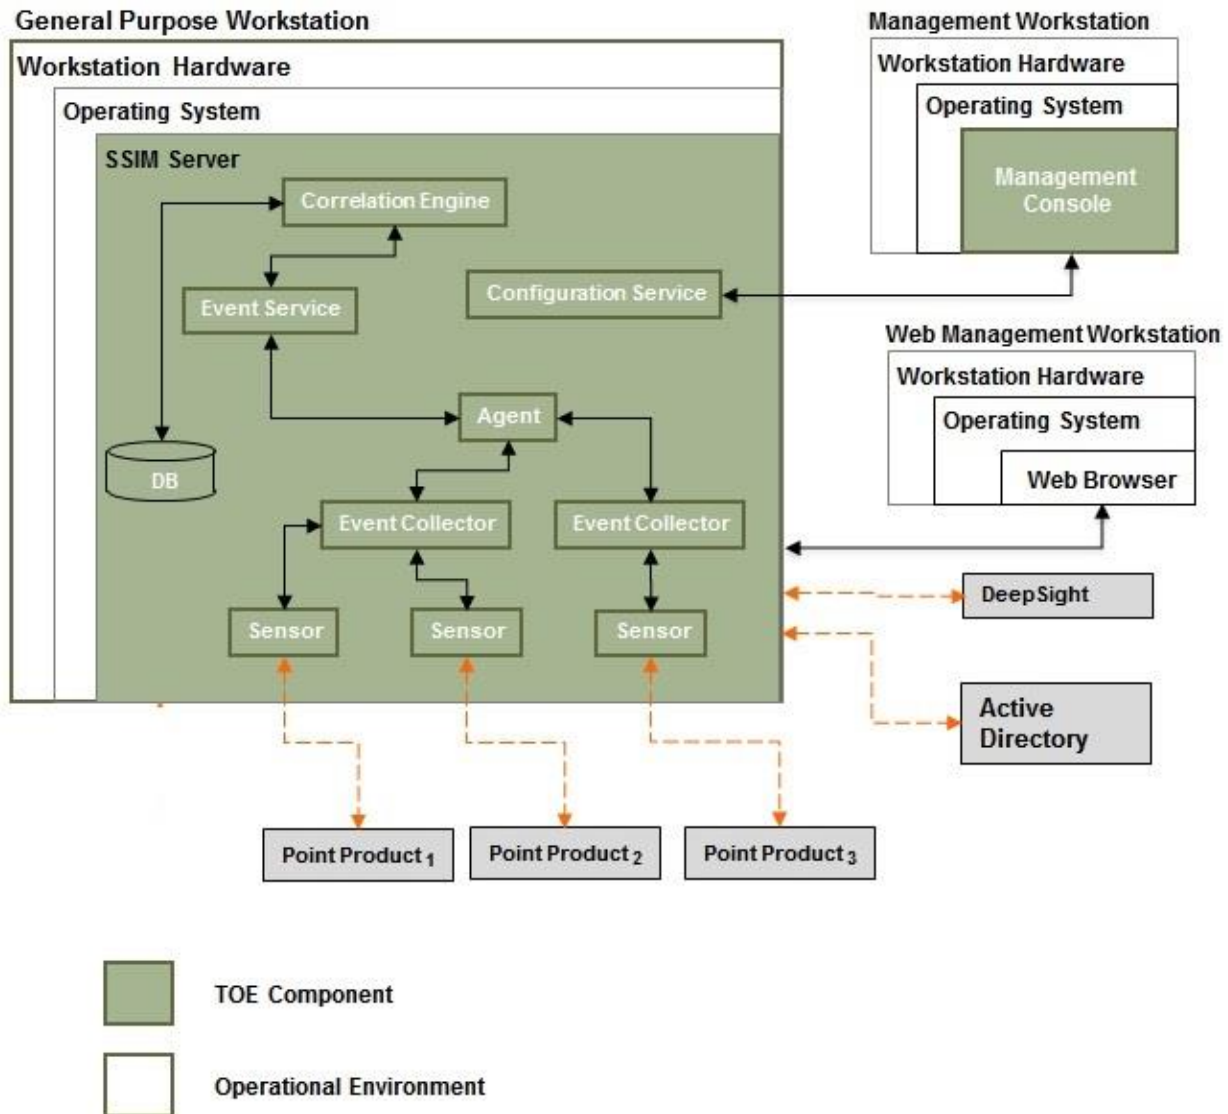 General Purpose Workstation
Workstation Hardware
Operating System
SSIM Server
Correlation Engine
Event Service
Configuration Service
Agent
DB
Event Collector
Event Collector
Sensor
Sensor
Sensor
Management Workstation
Workstation Hardware
Operating System
Management
Console
Web Management Workstation
Workstation Hardware
Operating System
Web Browser
DeepSight
Active
Directory
Point Product 1
Point Product 2
Point Product 3
TOE Component
Operational Environment